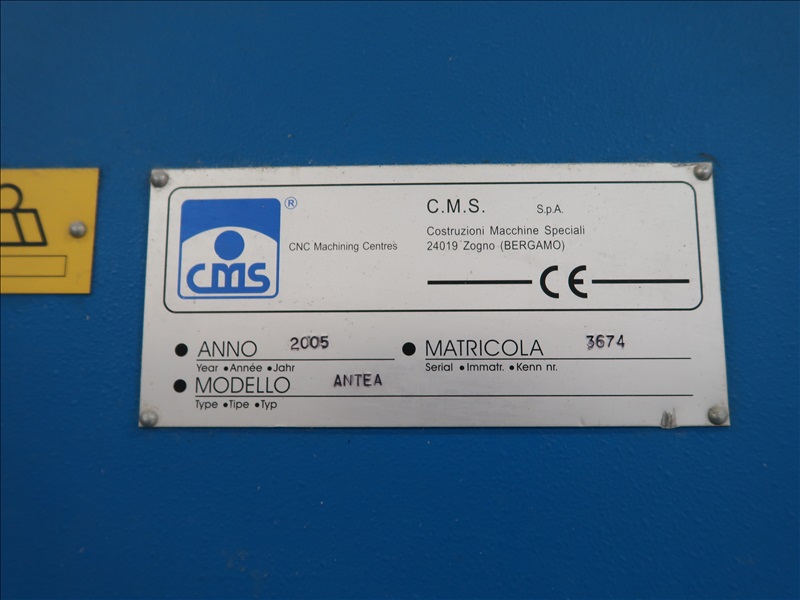 cms
®
CNC Machining Centres
C.M.S. S.p.A.
Costruzioni Macchine Speciali
24019 Zogno (BERGAMO)
CE
● ANNO 2005
Year ●Année ●Jahr
● MATRICOLA 3674
Serial ●Immatr. ●Kenn nr.
● MODELLO ANTEA
Type ●Tipe ●Typ